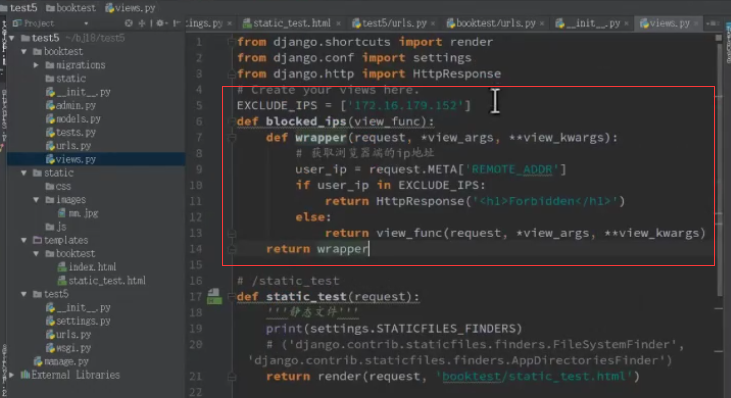 test5
booktest
views.py
Project
tings.py
static_test.html
test5/urls.py
booktest/urls.py
__init__.py
views.py
test5
~/bj18/test5
booktest
migrations
static
__init__.py
admin.py
models.py
tests.py
urls.py
views.py
static
css
images
mm.jpg
js
templates
booktest
index.html
static_test.html
test5
__init__.py
settings.py
urls.py
wsgi.py
manage.py
External Libraries
1 from django.shortcuts import render
2 from django.conf import settings
3 from django.http import HttpResponse
4 # Create your views here.
5 EXCLUDE_IPS = ['172.16.179.152']
6 def blocked_ips(view_func):
7 def wrapper(request, *view_args, **view_kwargs):
8 # 获取浏览器端的ip地址
9 user_ip = request.META['REMOTE_ADDR']
10 if user_ip in EXCLUDE_IPS:
11 return HttpResponse('<h1>Forbidden</h1>')
12 else:
13 return view_func(request, *view_args, **view_kwargs)
14 return wrapper
15
16 # /static_test
17 def static_test(request):
18 '''静态文件'''
19 print(settings.STATICFILES_FINDERS)
20 # ('django.contrib.staticfiles.finders.FileSystemFinder',
'django.contrib.staticfiles.finders.AppDirectoriesFinder')
21 return render(request, 'booktest/static_test.html')